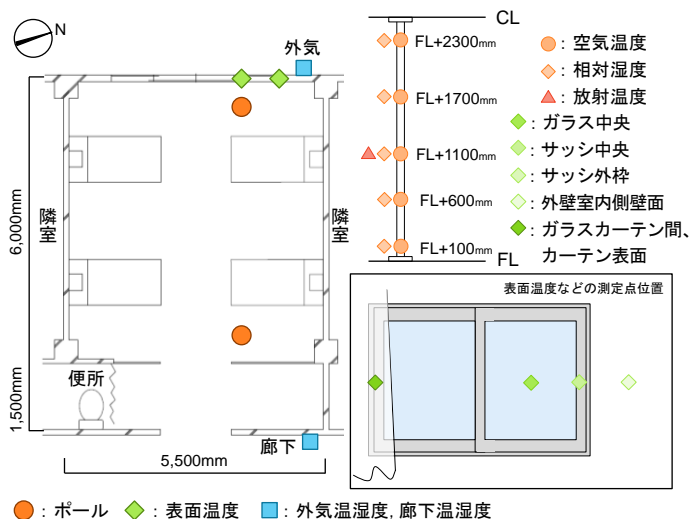 N
外気
6,000mm
隣室
隣室
1,500mm
便所
廊下
5,500mm
CL
FL+2300mm
FL+1700mm
FL+1100mm
FL+600mm
FL+100mm
FL
: 空気温度
: 相対湿度
: 放射温度
: ガラス中央
: サッシ中央
: サッシ外枠
: 外壁室内側壁面
: ガラスカーテン間、
カーテン表面
表面温度などの測定点位置
: ポール : 表面温度 : 外気温湿度, 廊下温湿度